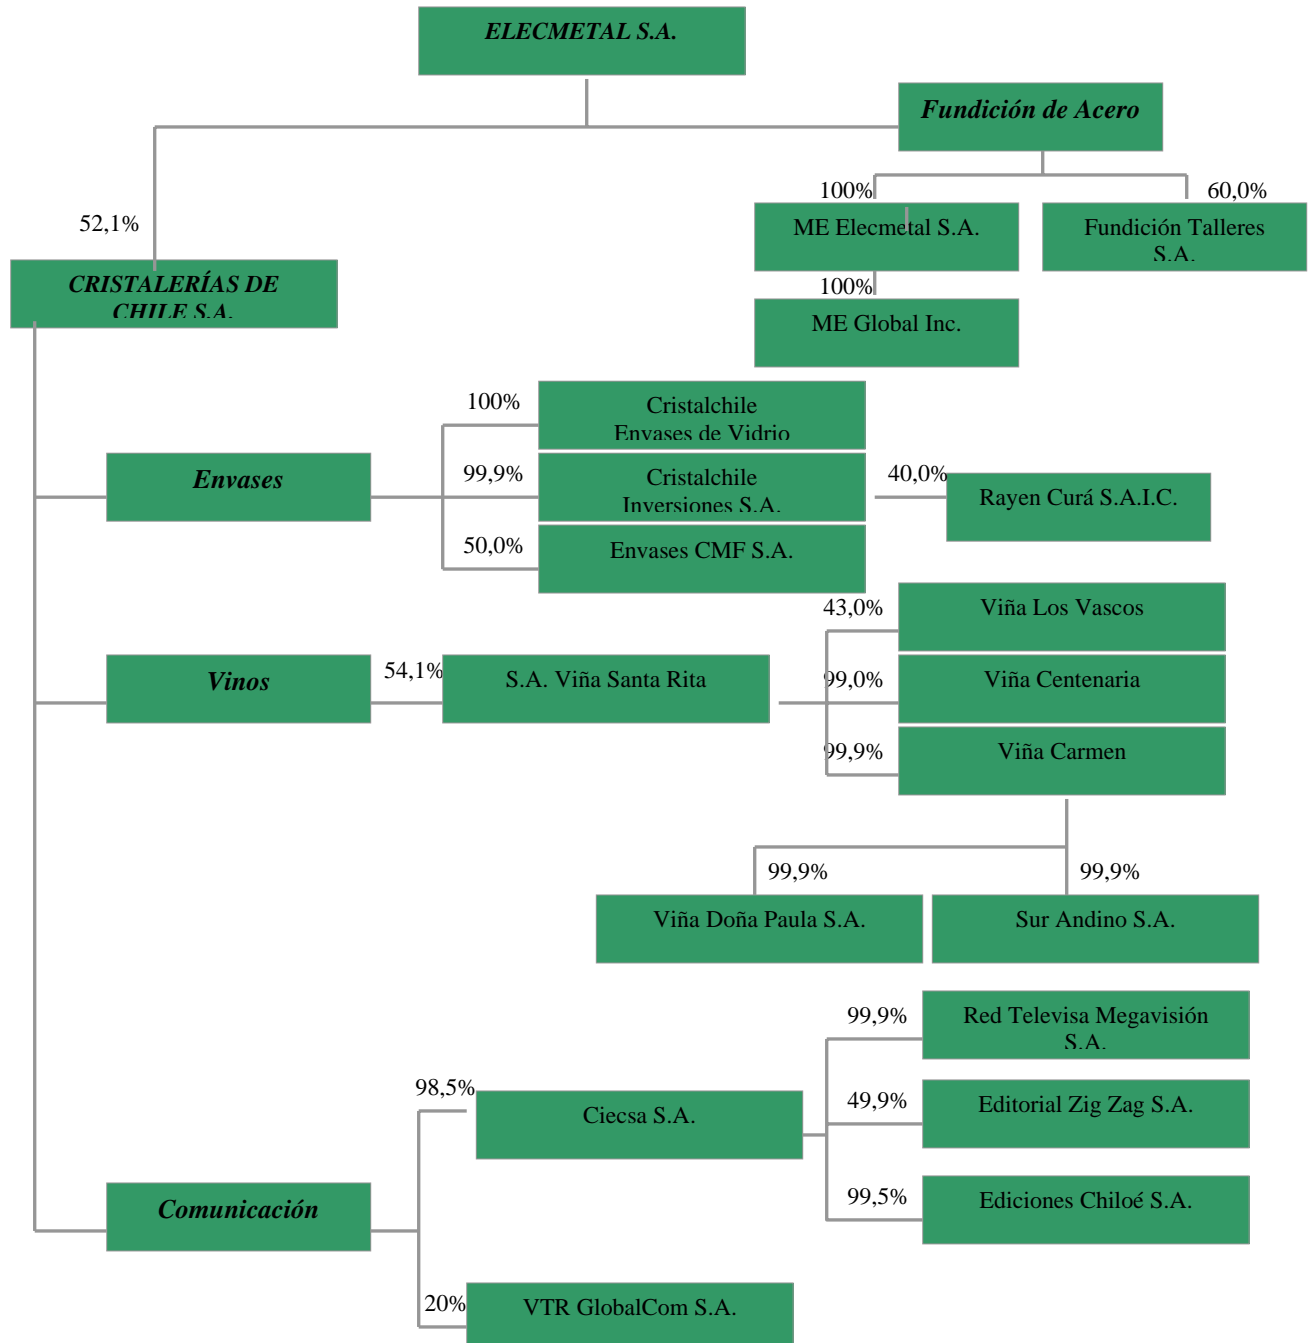 ELECMETAL S.A.
Fundición de Acero
100%
60,0%
52,1%
ME Elecmetal S.A.
Fundición Talleres
S.A.
CRISTALERÍAS DE
CHILE S.A.
100%
ME Global Inc.
100%
Cristalchile
Envases de Vidrio
Envases
99,9%
Cristalchile
Inversiones S.A.
40,0%
Rayen Curá S.A.I.C.
50,0%
Envases CMF S.A.
43,0%
Viña Los Vascos
Vinos
54,1%
S.A. Viña Santa Rita
99,0%
Viña Centenaria
99,9%
Viña Carmen
99,9%
99,9%
Viña Doña Paula S.A.
Sur Andino S.A.
99,9%
Red Televisa Megavisión
S.A.
98,5%
Ciecsa S.A.
49,9%
Editorial Zig Zag S.A.
99,5%
Ediciones Chiloé S.A.
Comunicación
20%
VTR GlobalCom S.A.